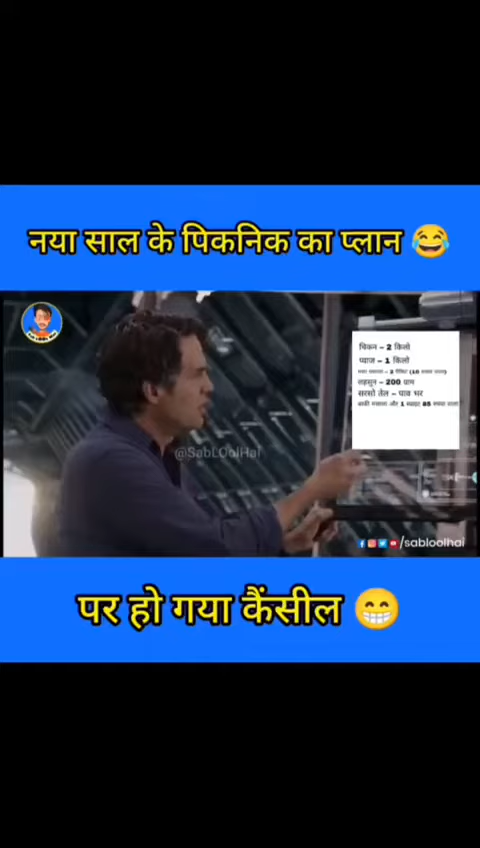 नया साल के पिकनिक का प्लान 😂
चिकन – 2 किलो
प्याज – 1 किलो
लहसुन – 200 ग्राम
सरसो तेल – पाव भर
@SabLOolHai
/sabloolhai
पर हो गया कैंसील 😁